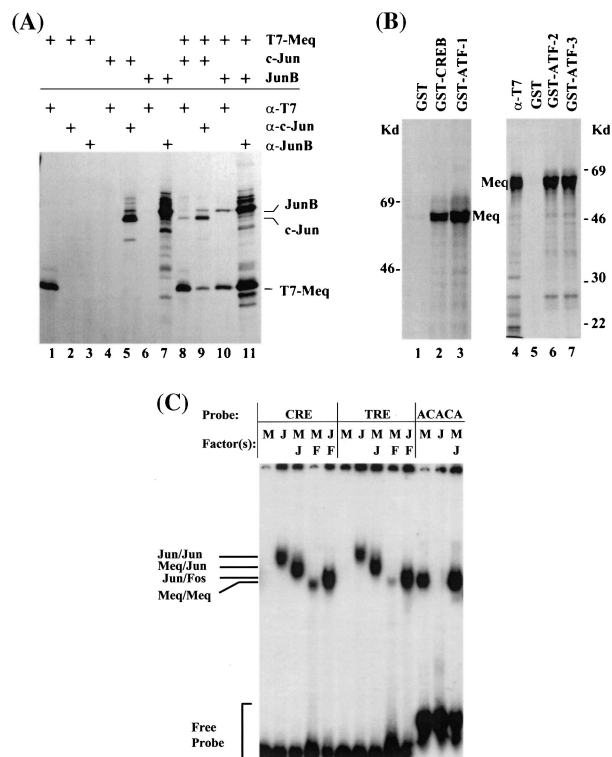 (A)
+ + + + + + + T7-Meq
+ + + + c-Jun
+ + + + JunB
+ + + + + α-T7
+ + + α-c-Jun
+ + + α-JunB
JunB
c-Jun
T7-Meq
1 2 3 4 5 6 7 8 9 10 11
(B)
GST
GST-CREB
GST-ATF-1
Kd
69-
Meq
46-
1 2 3
α-T7
GST
GST-ATF-2
GST-ATF-3
Kd
Meq
- 69
- 46
- 30
- 22
4 5 6 7
(C)
Probe: CRE TRE ACACA
Factor(s): M J M M J M J M M J M J M
J F F J F F J
Jun/Jun
Meq/Jun
Jun/Fos
Meq/Meq
Free
Probe